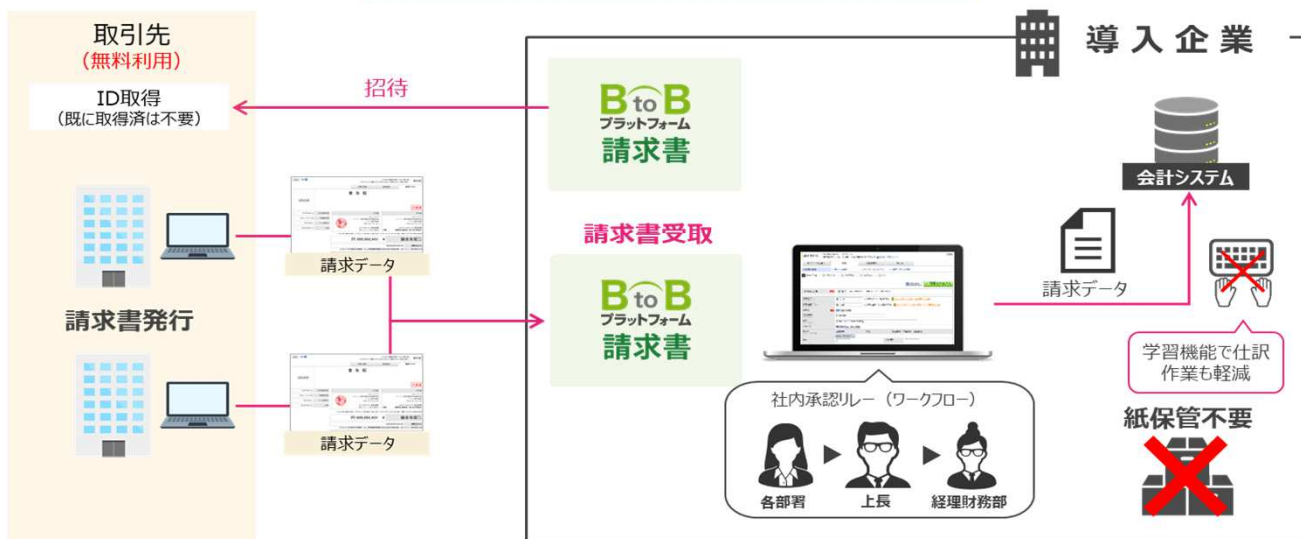 取引先
(無料利用)
ID取得
(既に取得済は不要)
招待
BtoB
プラットフォーム
請求書
導入企業
会計システム
請求データ
請求書発行
請求データ
請求書受取
BtoB
プラットフォーム
請求書
請求データ
学習機能で仕訳
作業も軽減
社内承認リレー（ワークフロー）
各部署
上長
経理財務部
紙保管不要